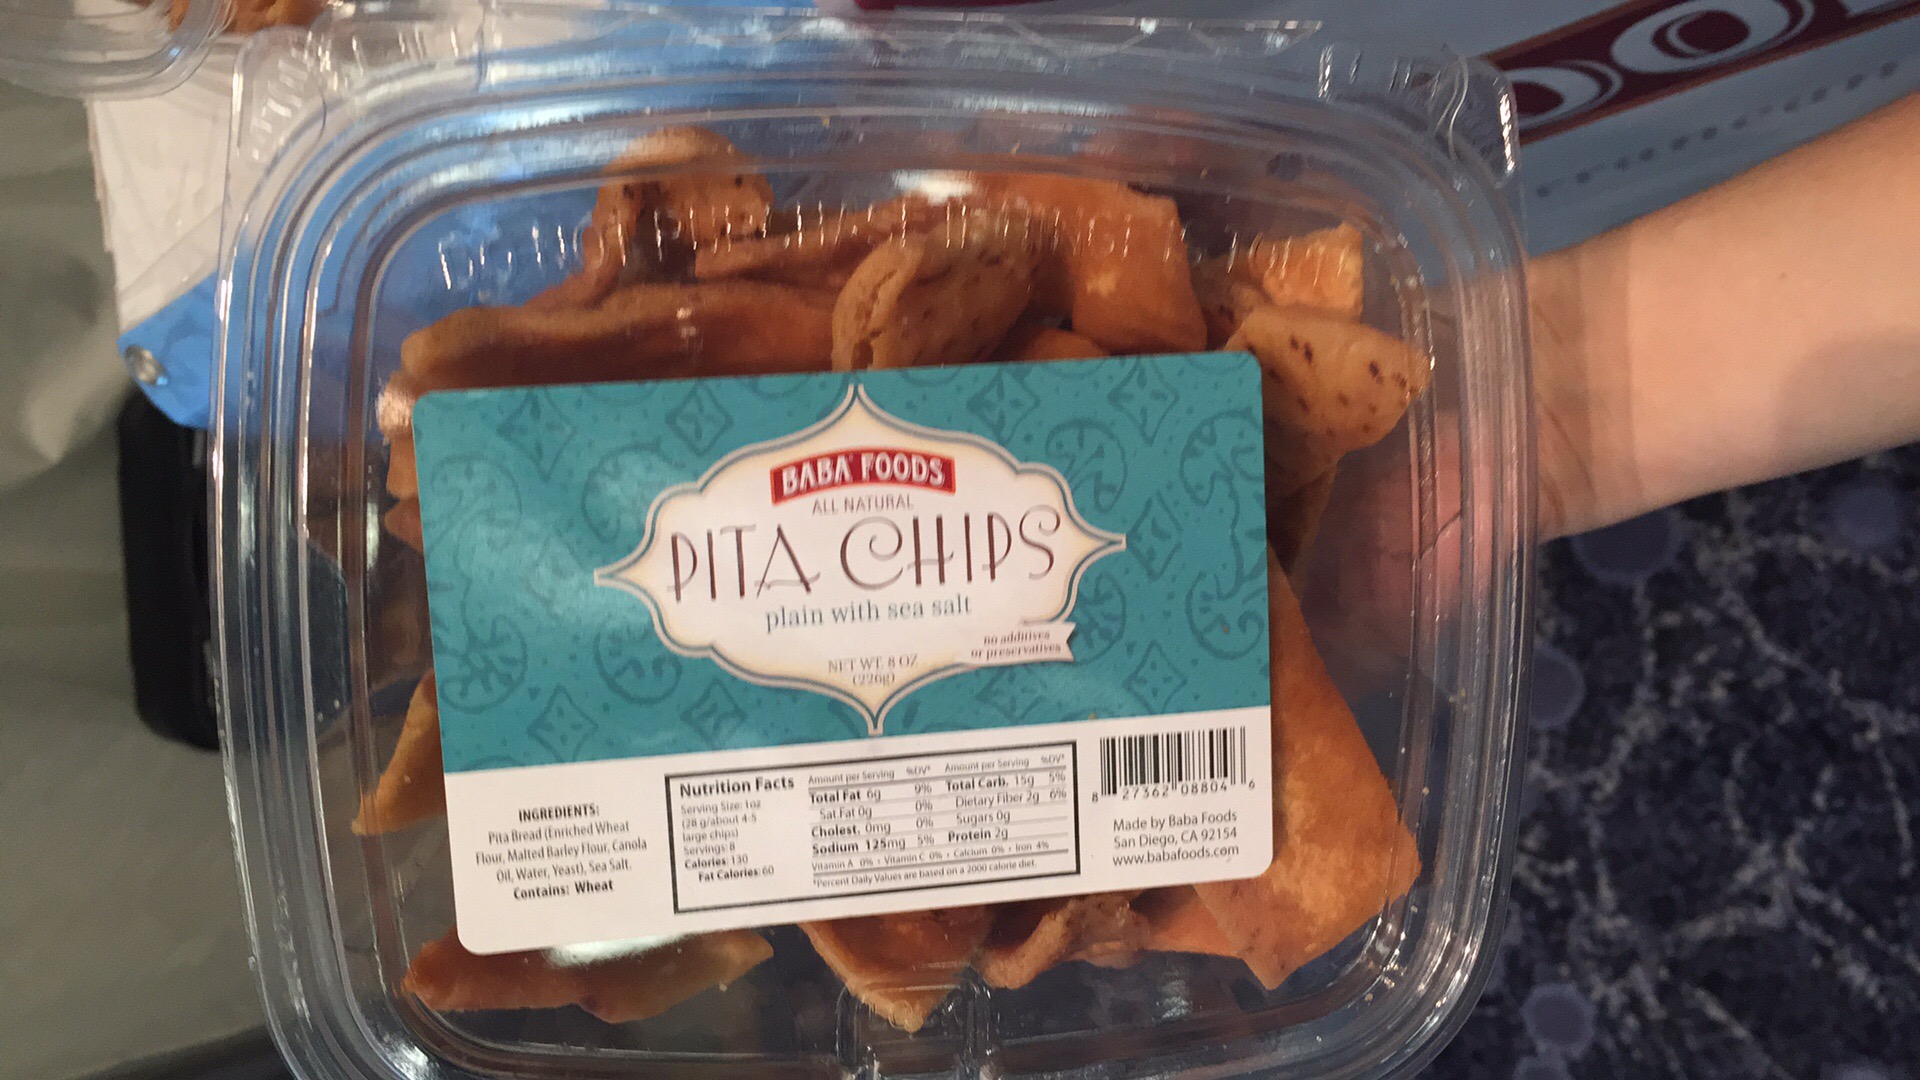 BABA FOODS
ALL NATURAL
PITA CHIPS
plain with sea salt
no additives
or preservatives
NET WT. 8 OZ
(226g)
INGREDIENTS:
Pita Bread (Enriched Wheat
Flour, Malted Barley Flour, Canola
Oil, Water, Yeast), Sea Salt.
Contains: Wheat
Nutrition Facts
Serving Size: 1oz
(28 g/about 4-5
large chips)
Servings: 8
Calories: 130
Fat Calories: 60
Amount per Serving %DV*
Total Fat 6g 9%
Sat.Fat 0g 0%
Cholest. 0mg 0%
Sodium 125mg 5%
Amount per Serving %DV*
Total Carb. 15g 5%
Dietary Fiber 2g 6%
Sugars 0g
Protein 2g
Vitamin A 0% • Vitamin C 0% • Calcium 0% • Iron 4%
*Percent Daily Values are based on a 2000 calorie diet.
8 27362 08804 6
Made by Baba Foods
San Diego, CA 92154
www.babafoods.com